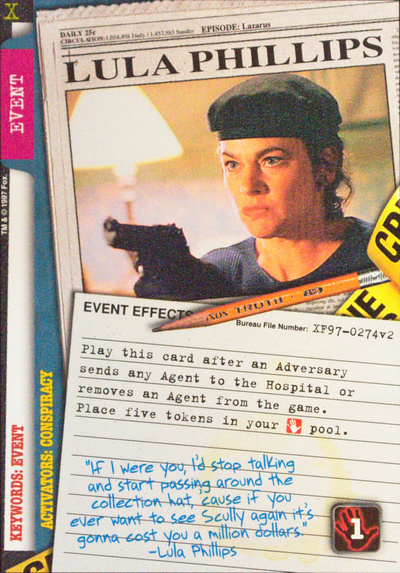 X
EVENT
TM & © 1997 Fox.
KEYWORDS: EVENT
ACTIVATORS: CONSPIRACY
DAILY 25¢
EPISODE: Lazarus
LULA PHILLIPS
EVENT EFFECTS
TRUTH
Bureau File Number: XF97-0274v2
Play this card after an Adversary
sends any Agent to the Hospital or
removes an Agent from the game.
Place five tokens in your pool.
"If I were you, I'd stop talking
and start passing around the
collection hat, cause if you
ever want to see Scully again it's
gonna cost you a million dollars."
-Lula Phillips
1